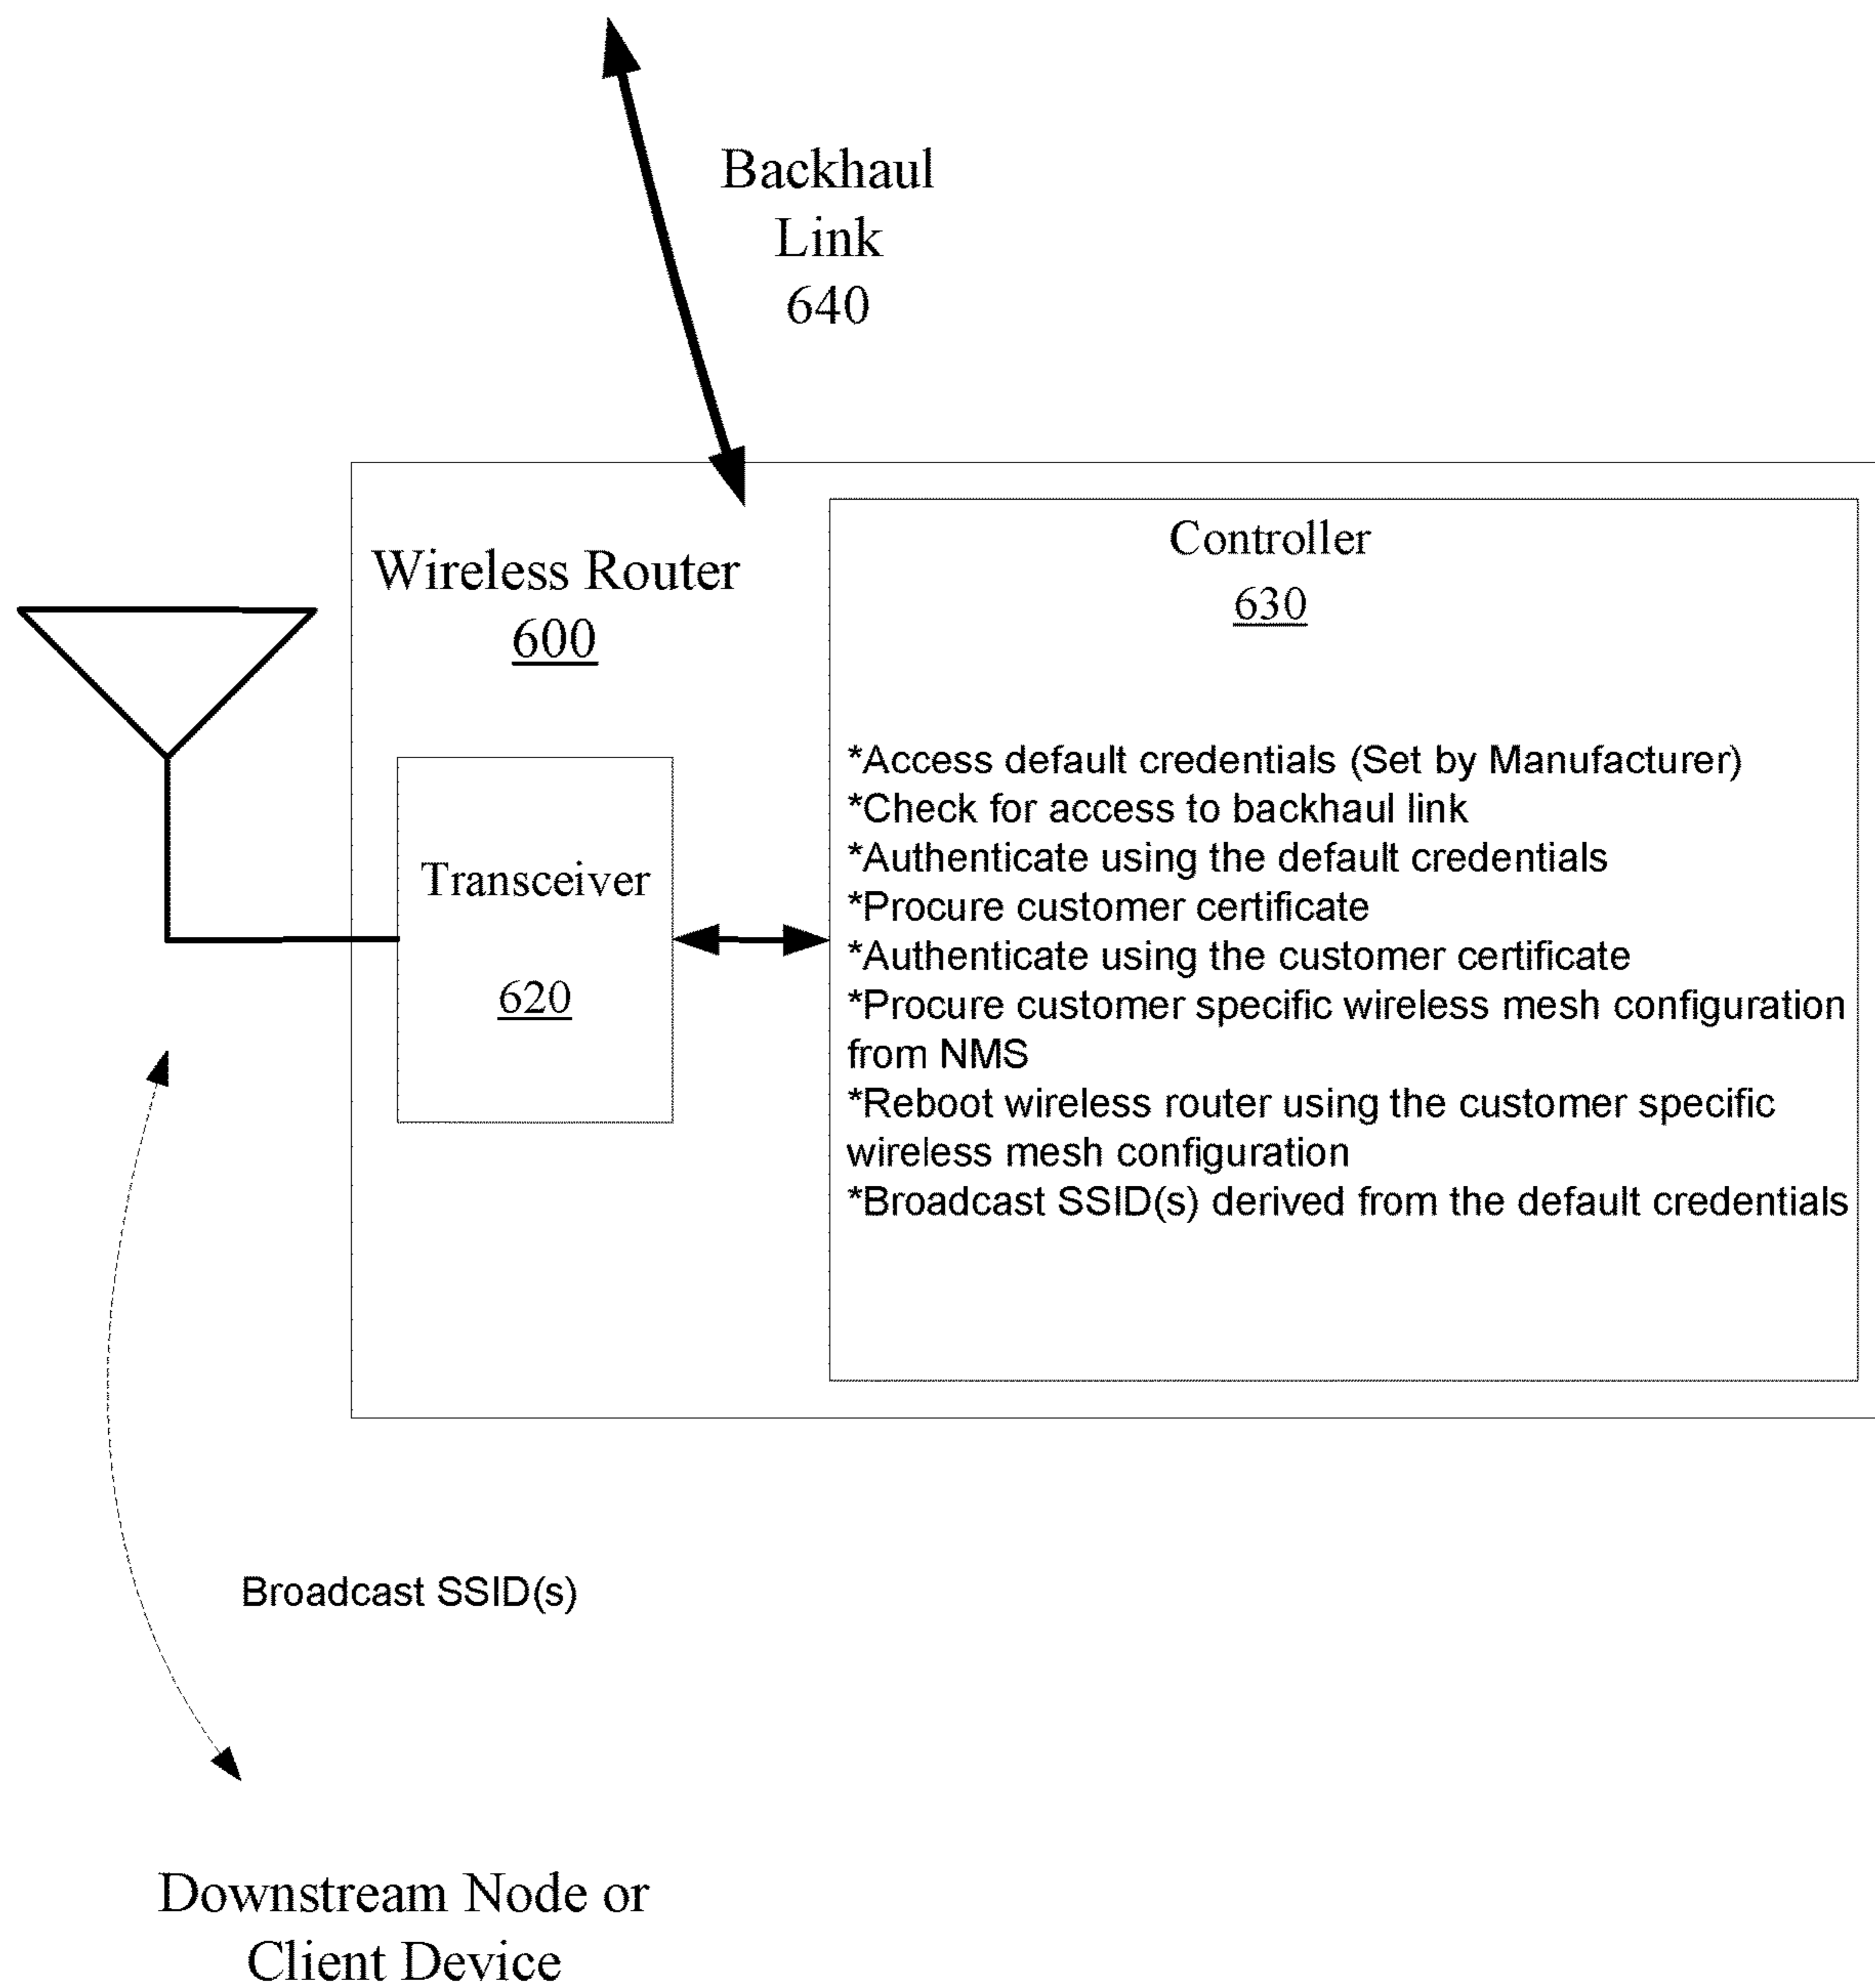 Backhaul
Link
640
Wireless Router
600
Controller
630
Transceiver
620
*Access default credentials (Set by Manufacturer)
*Check for access to backhaul link
*Authenticate using the default credentials
*Procure customer certificate
*Authenticate using the customer certificate
*Procure customer specific wireless mesh configuration
from NMS
*Reboot wireless router using the customer specific
wireless mesh configuration
*Broadcast SSID(s) derived from the default credentials
Broadcast SSID(s)
Downstream Node or
Client Device